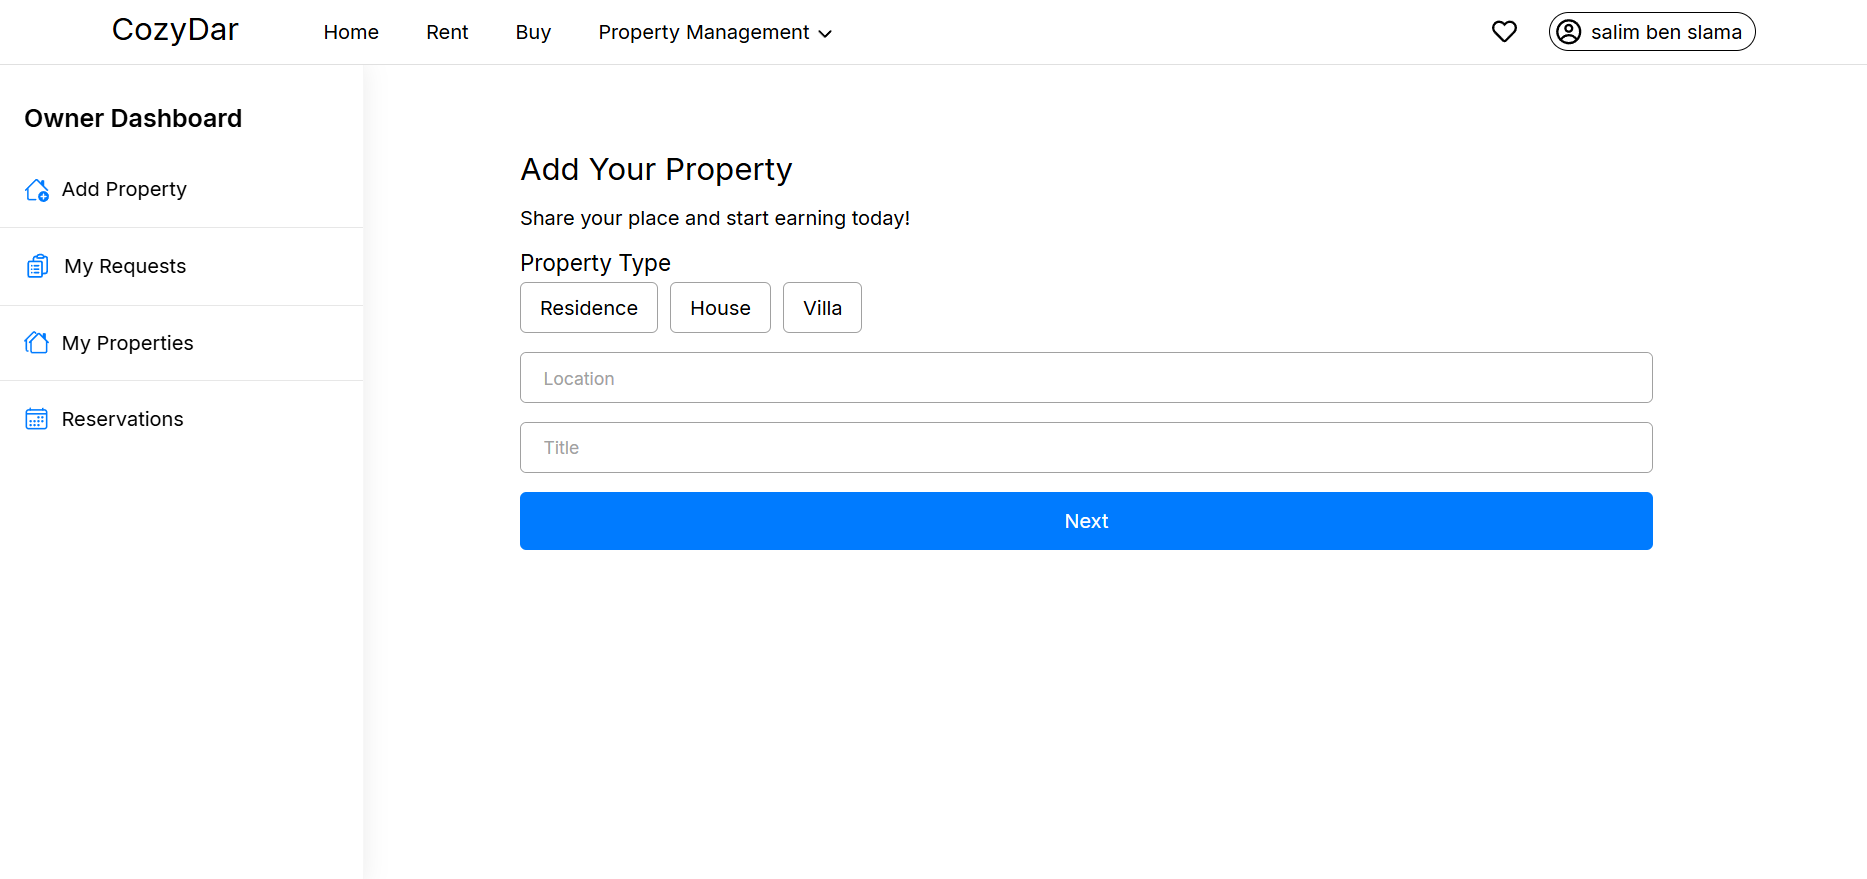 CozyDar
Home
Rent
Buy
Property Management
salim ben slama
Owner Dashboard
Add Property
My Requests
My Properties
Reservations
Add Your Property
Share your place and start earning today!
Property Type
Residence
House
Villa
Location
Title
Next